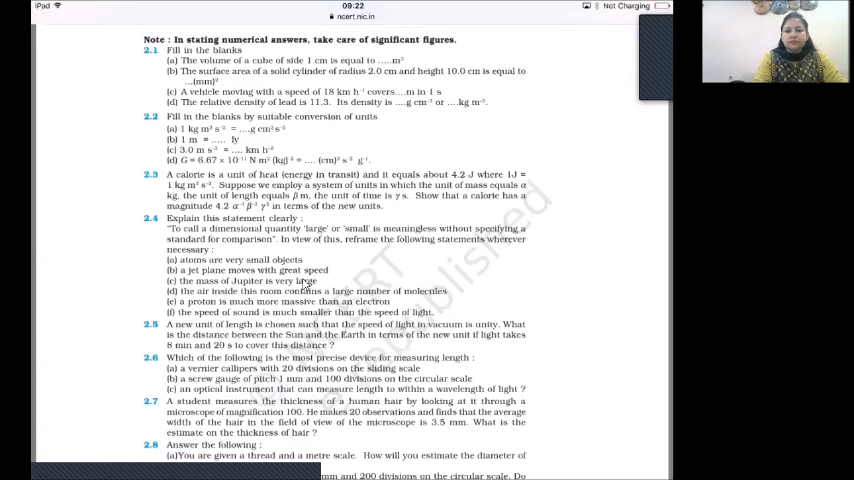 iPad
09:22
Not Charging
ncert.nic.in
Note : In stating numerical answers, take care of significant figures.
2.1 Fill in the blanks
(a) The volume of a cube of side 1 cm is equal to .....m³
(b) The surface area of a solid cylinder of radius 2.0 cm and height 10.0 cm is equal to
...(mm)²
(c) A vehicle moving with a speed of 18 km h⁻¹ covers....m in 1 s
(d) The relative density of lead is 11.3. Its density is ....g cm⁻³ or ....kg m⁻³.
2.2 Fill in the blanks by suitable conversion of units
(a) 1 kg m² s⁻² = ....g cm² s⁻²
(b) 1 m = ..... ly
(c) 3.0 m s⁻² = .... km h⁻²
(d) G = 6.67 × 10⁻¹¹ N m² (kg)⁻² = .... (cm)³ s⁻² g⁻¹.
2.3 A calorie is a unit of heat (energy in transit) and it equals about 4.2 J where 1J =
1 kg m² s⁻². Suppose we employ a system of units in which the unit of mass equals α
kg, the unit of length equals β m, the unit of time is γ s. Show that a calorie has a
magnitude 4.2 α⁻¹ β⁻² γ² in terms of the new units.
2.4 Explain this statement clearly :
"To call a dimensional quantity 'large' or 'small' is meaningless without specifying a
standard for comparison". In view of this, reframe the following statements wherever
necessary :
(a) atoms are very small objects
(b) a jet plane moves with great speed
(c) the mass of Jupiter is very large
(d) the air inside this room contains a large number of molecules
(e) a proton is much more massive than an electron
(f) the speed of sound is much smaller than the speed of light.
2.5 A new unit of length is chosen such that the speed of light in vacuum is unity. What
is the distance between the Sun and the Earth in terms of the new unit if light takes
8 min and 20 s to cover this distance ?
2.6 Which of the following is the most precise device for measuring length :
(a) a vernier callipers with 20 divisions on the sliding scale
(b) a screw gauge of pitch 1 mm and 100 divisions on the circular scale
(c) an optical instrument that can measure length to within a wavelength of light ?
2.7 A student measures the thickness of a human hair by looking at it through a
microscope of magnification 100. He makes 20 observations and finds that the average
width of the hair in the field of view of the microscope is 3.5 mm. What is the
estimate on the thickness of hair ?
2.8 Answer the following :
(a)You are given a thread and a metre scale. How will you estimate the diameter of
mm and 200 divisions on the circular scale. Do
© NCERT
republished